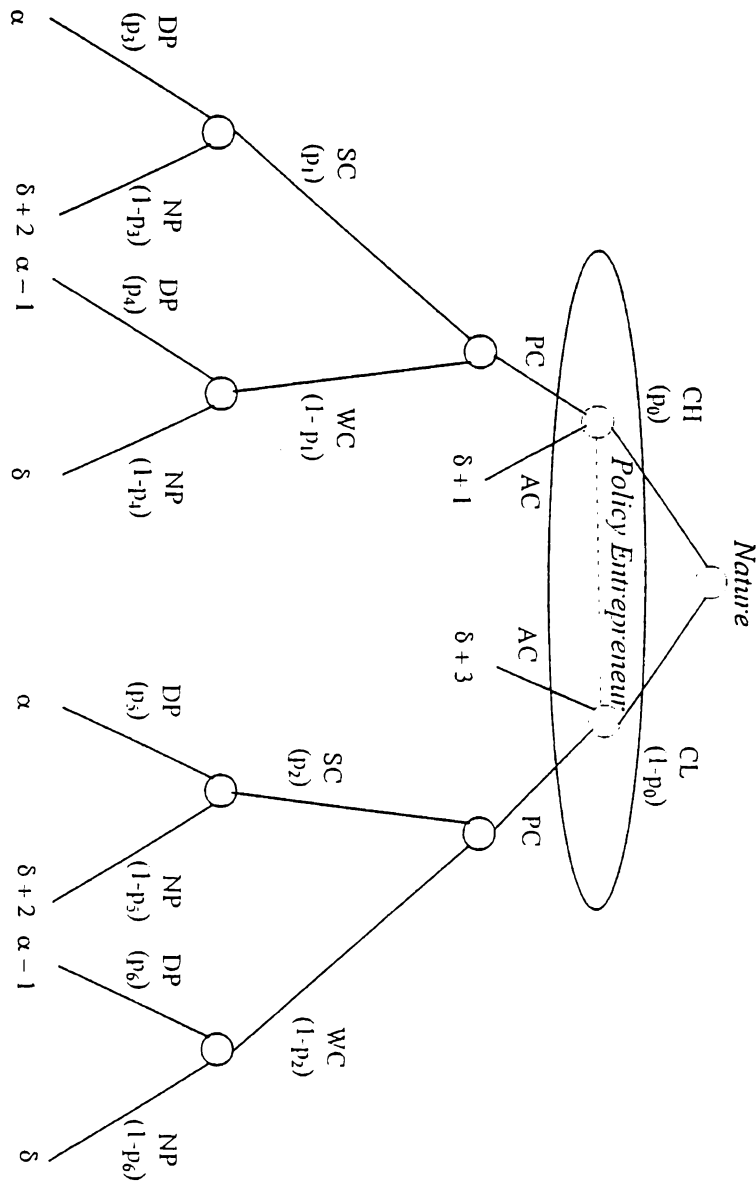 Nature
CH
(p₀)
CL
(1-p₀)
Policy Entrepreneur
PC
AC
AC
PC
δ + 1
δ + 3
SC
(p₁)
WC
(1-p₁)
SC
(p₂)
WC
(1-p₂)
DP
(p₃)
NP
(1-p₃)
DP
(p₄)
NP
(1-p₄)
DP
(p₅)
NP
(1-p₅)
DP
(p₆)
NP
(1-p₆)
α
δ + 2
α − 1
δ
α
δ + 2
α − 1
δ